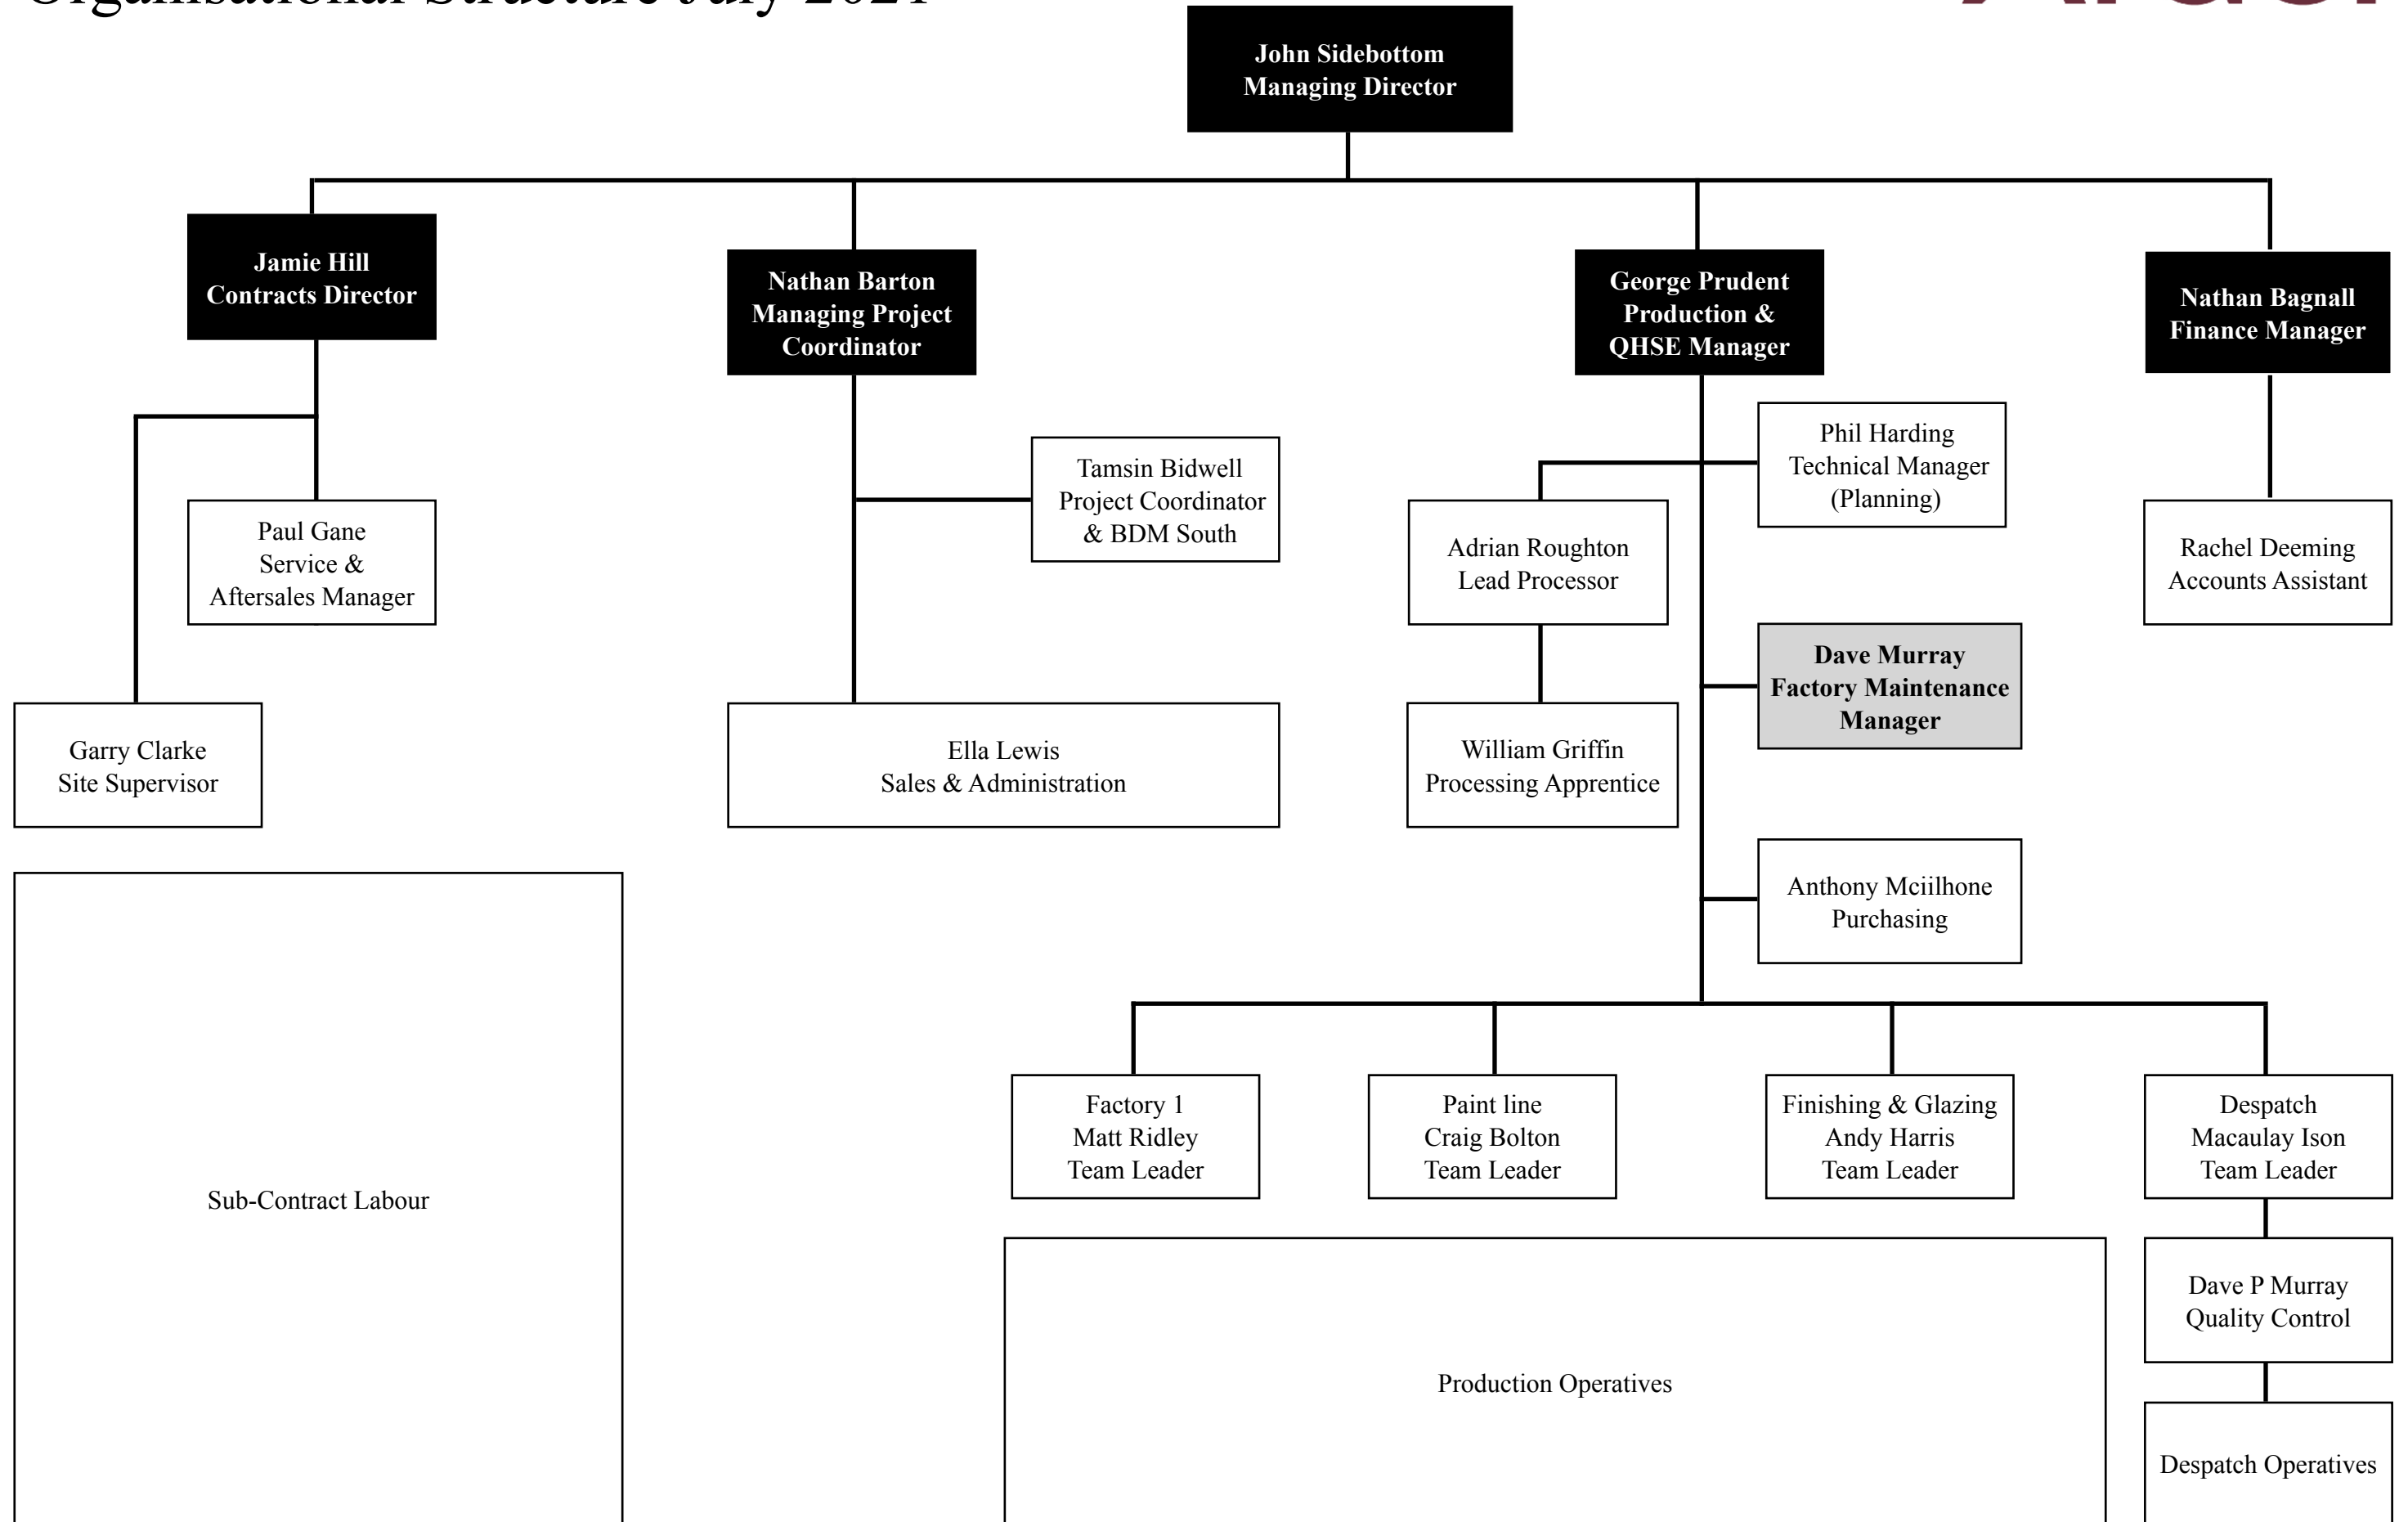 Organisational Structure July 2021
John Sidebottom
Managing Director
Jamie Hill
Contracts Director
Nathan Barton
Managing Project
Coordinator
George Prudent
Production &
QHSE Manager
Nathan Bagnall
Finance Manager
Phil Harding
Technical Manager
(Planning)
Tamsin Bidwell
Project Coordinator
& BDM South
Paul Gane
Service &
Aftersales Manager
Adrian Roughton
Lead Processor
Rachel Deeming
Accounts Assistant
Dave Murray
Factory Maintenance
Manager
Garry Clarke
Site Supervisor
Ella Lewis
Sales & Administration
William Griffin
Processing Apprentice
Anthony Mciilhone
Purchasing
Factory 1
Matt Ridley
Team Leader
Paint line
Craig Bolton
Team Leader
Finishing & Glazing
Andy Harris
Team Leader
Despatch
Macaulay Ison
Team Leader
Sub-Contract Labour
Dave P Murray
Quality Control
Production Operatives
Despatch Operatives